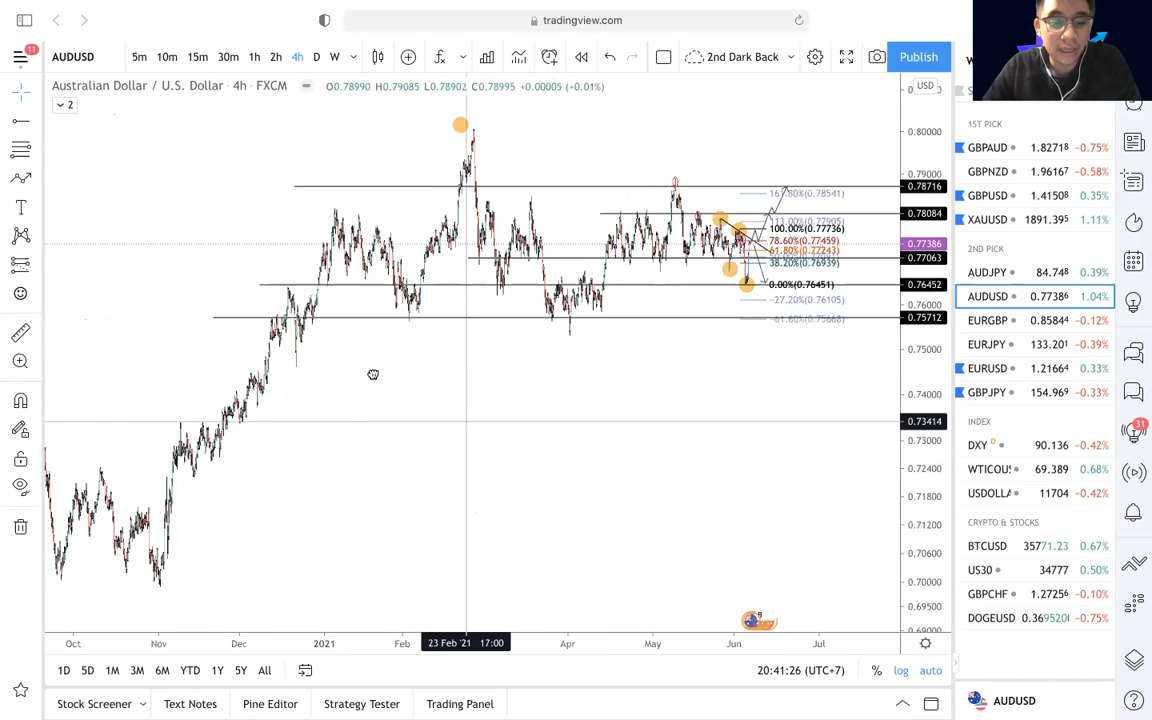 tradingview.com
11
AUDUSD 5m 10m 15m 30m 1h 2h 4h D W 2nd Dark Back Publish
Australian Dollar / U.S. Dollar · 4h · FXCM O0.78990 H0.79085 L0.78902 C0.78995 +0.00005 (+0.01%) USD
2
0.80000
0.79000
0.78716
0.78084
0.77386
0.77063
0.76452
0.76000
0.75712
0.75000
0.74000
0.73414
0.73000
0.72400
0.71800
0.71200
0.70600
0.70000
0.69500
0.69000
161.80%(0.78541)
113.00%(0.77905)
100.00%(0.77736)
78.60%(0.77459)
61.80%(0.77243)
38.20%(0.76939)
0.00%(0.76451)
-27.20%(0.76105)
-61.80%(0.75668)
Oct Nov Dec 2021 Feb 23 Feb '21 17:00 Apr May Jun Jul
1D 5D 1M 3M 6M YTD 1Y 5Y All 20:41:26 (UTC+7) % log auto
Stock Screener Text Notes Pine Editor Strategy Tester Trading Panel
1ST PICK
GBPAUD 1.82718 -0.75%
GBPNZD 1.96167 -0.58%
GBPUSD 1.41508 0.35%
XAUUSD 1891.395 1.11%
2ND PICK
AUDJPY 84.748 0.39%
AUDUSD 0.77386 1.04%
EURGBP 0.85844 -0.12%
EURJPY 133.201 -0.39%
EURUSD 1.21664 0.33%
GBPJPY 154.969 -0.33%
INDEX
DXY D 90.136 -0.42%
WTICOUS 69.389 0.68%
USDOLLA 11704 -0.42%
CRYPTO & STOCKS
BTCUSD 35771.23 0.67%
US30 34777 0.50%
GBPCHF 1.27256 -0.10%
DOGEUSD 0.369520 -0.75%
AUDUSD
31